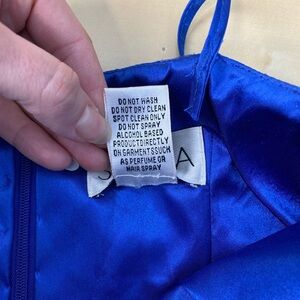 DO NOT WASH
DO NOT DRY CLEAN
SPOT CLEAN ONLY
DO NOT SPRAY
ALCOHOL BASED
PRODUCT DIRECTLY
ON GARMENTS SUCH
AS PERFUME OR
HAIR SPRAY